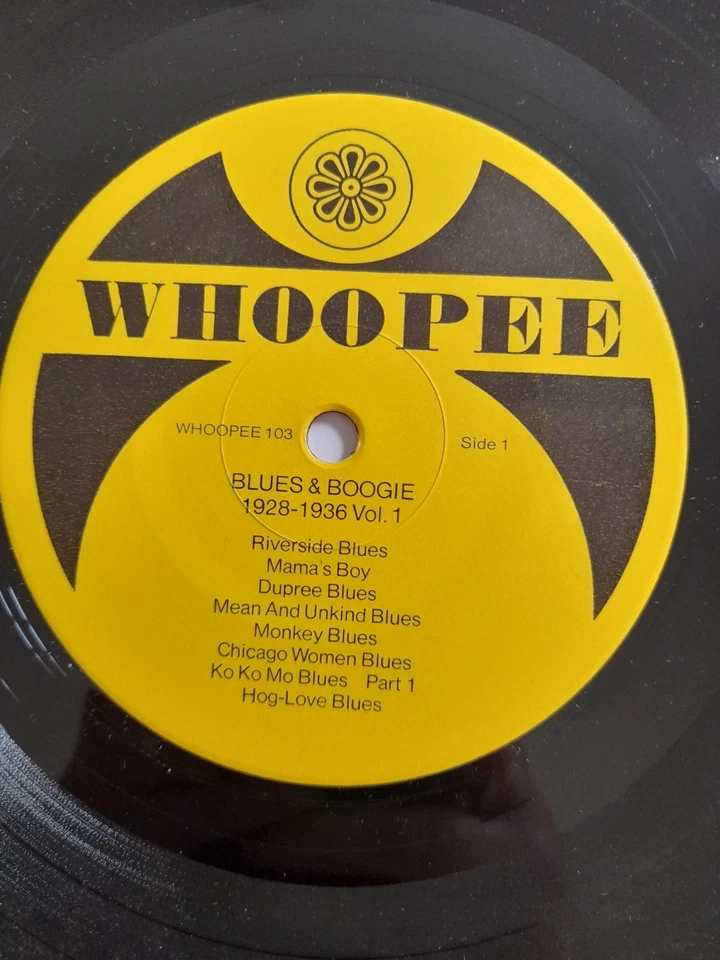 WHOOPEE
WHOOPEE 103
Side 1
BLUES & BOOGIE
1928-1936 Vol. 1
Riverside Blues
Mama's Boy
Dupree Blues
Mean And Unkind Blues
Monkey Blues
Chicago Women Blues
Ko Ko Mo Blues Part 1
Hog-Love Blues